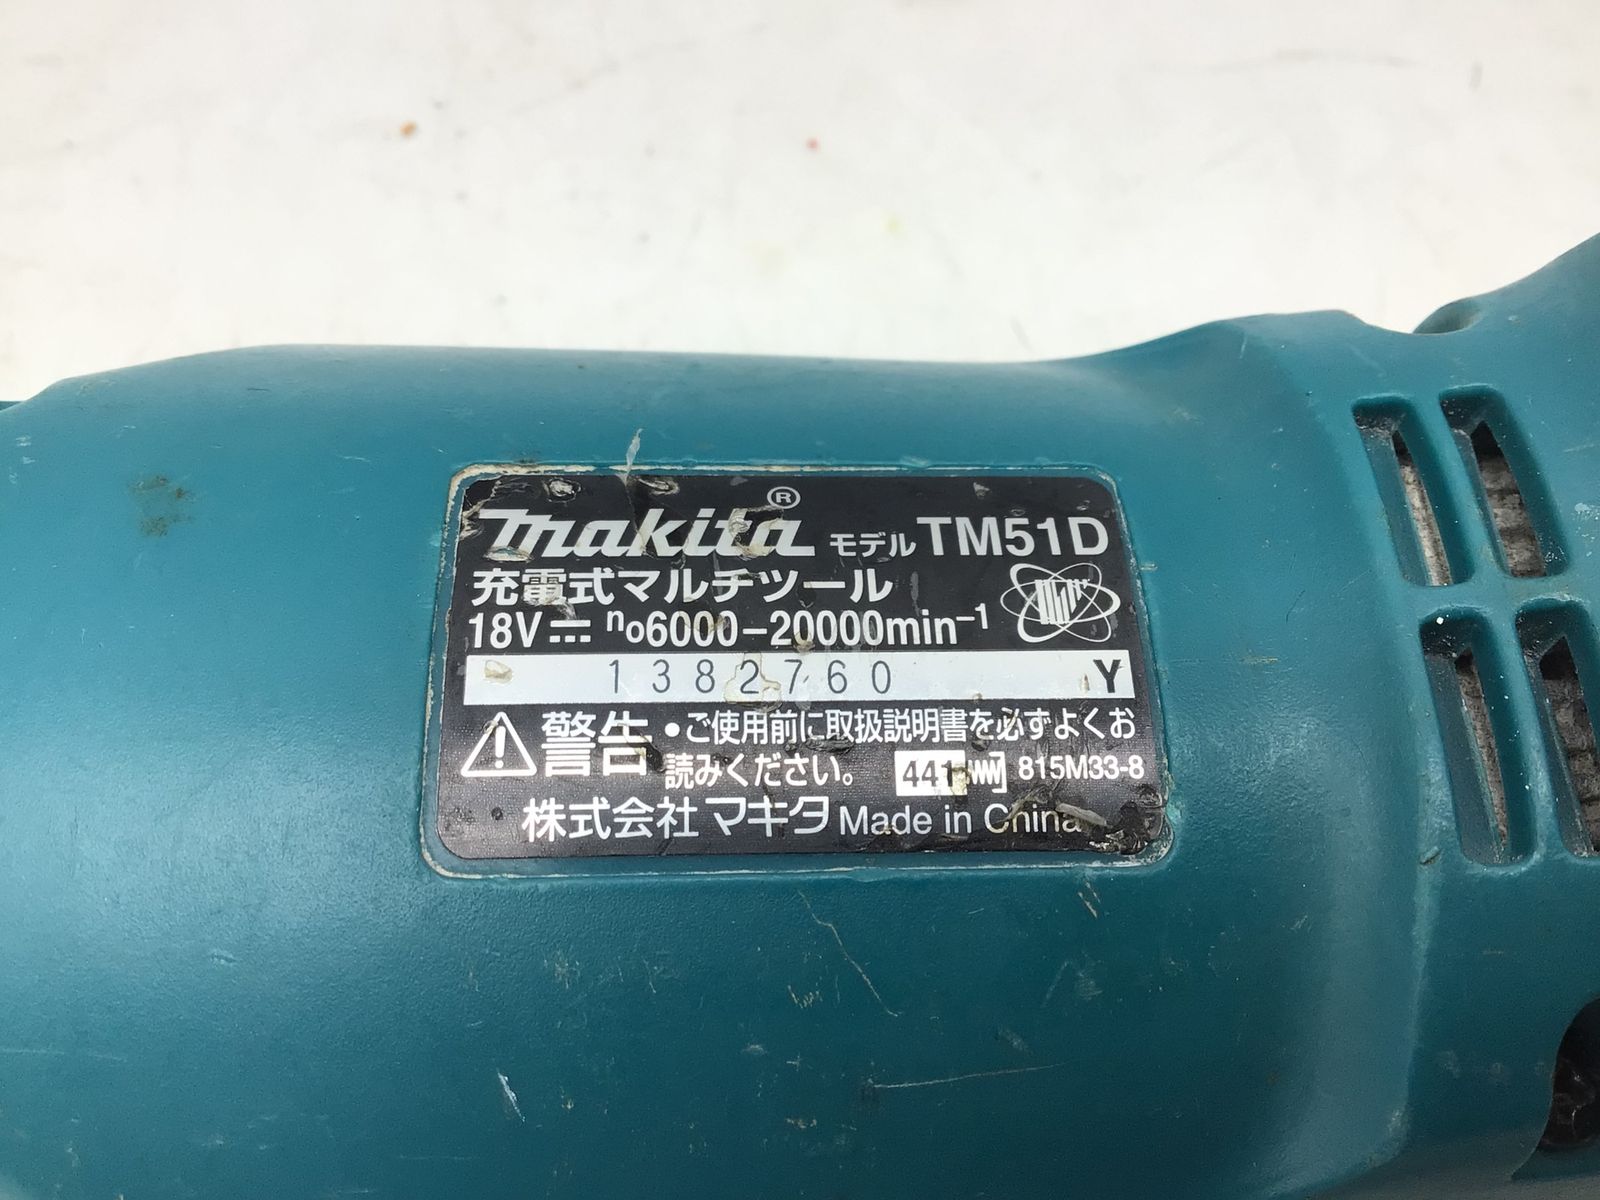 makita® モデル TM51D
充電式マルチツール
18V⎓ n₀6000–20000min⁻¹
1382760 Y
警告 •ご使用前に取扱説明書を必ずよくお
読みください。 441 815M33-8
株式会社マキタ Made in China